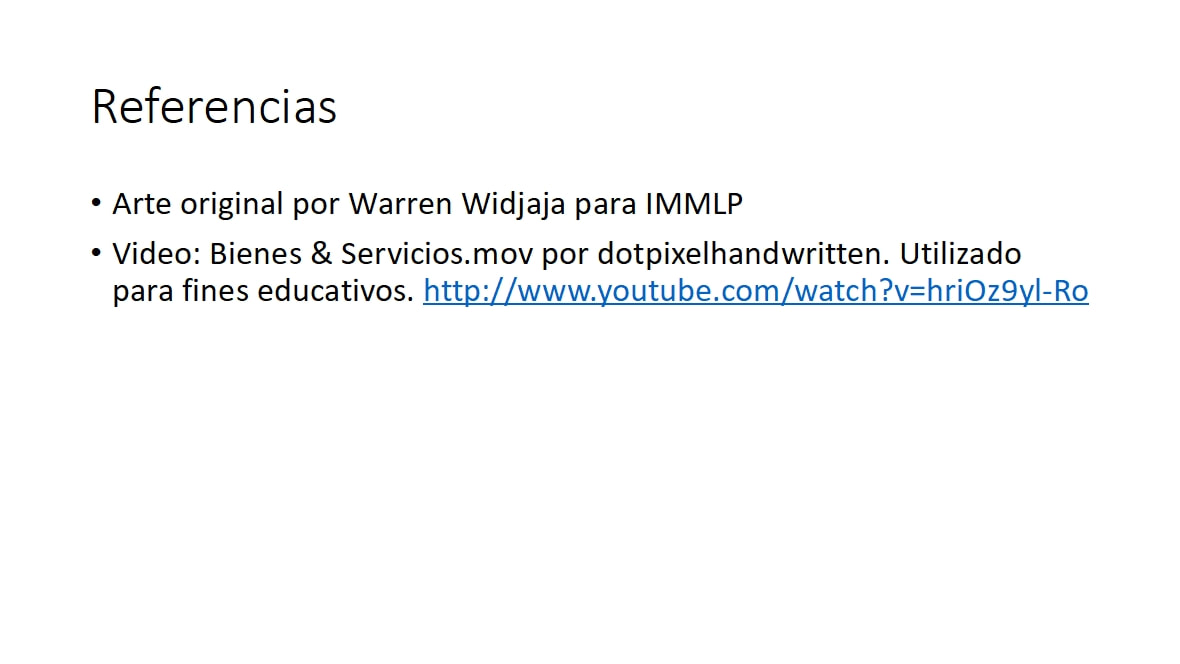 Referencias
• Arte original por Warren Widjaja para IMMLP
• Video: Bienes & Servicios.mov por dotpixelhandwritten. Utilizado
para fines educativos. http://www.youtube.com/watch?v=hriOz9yl-Ro